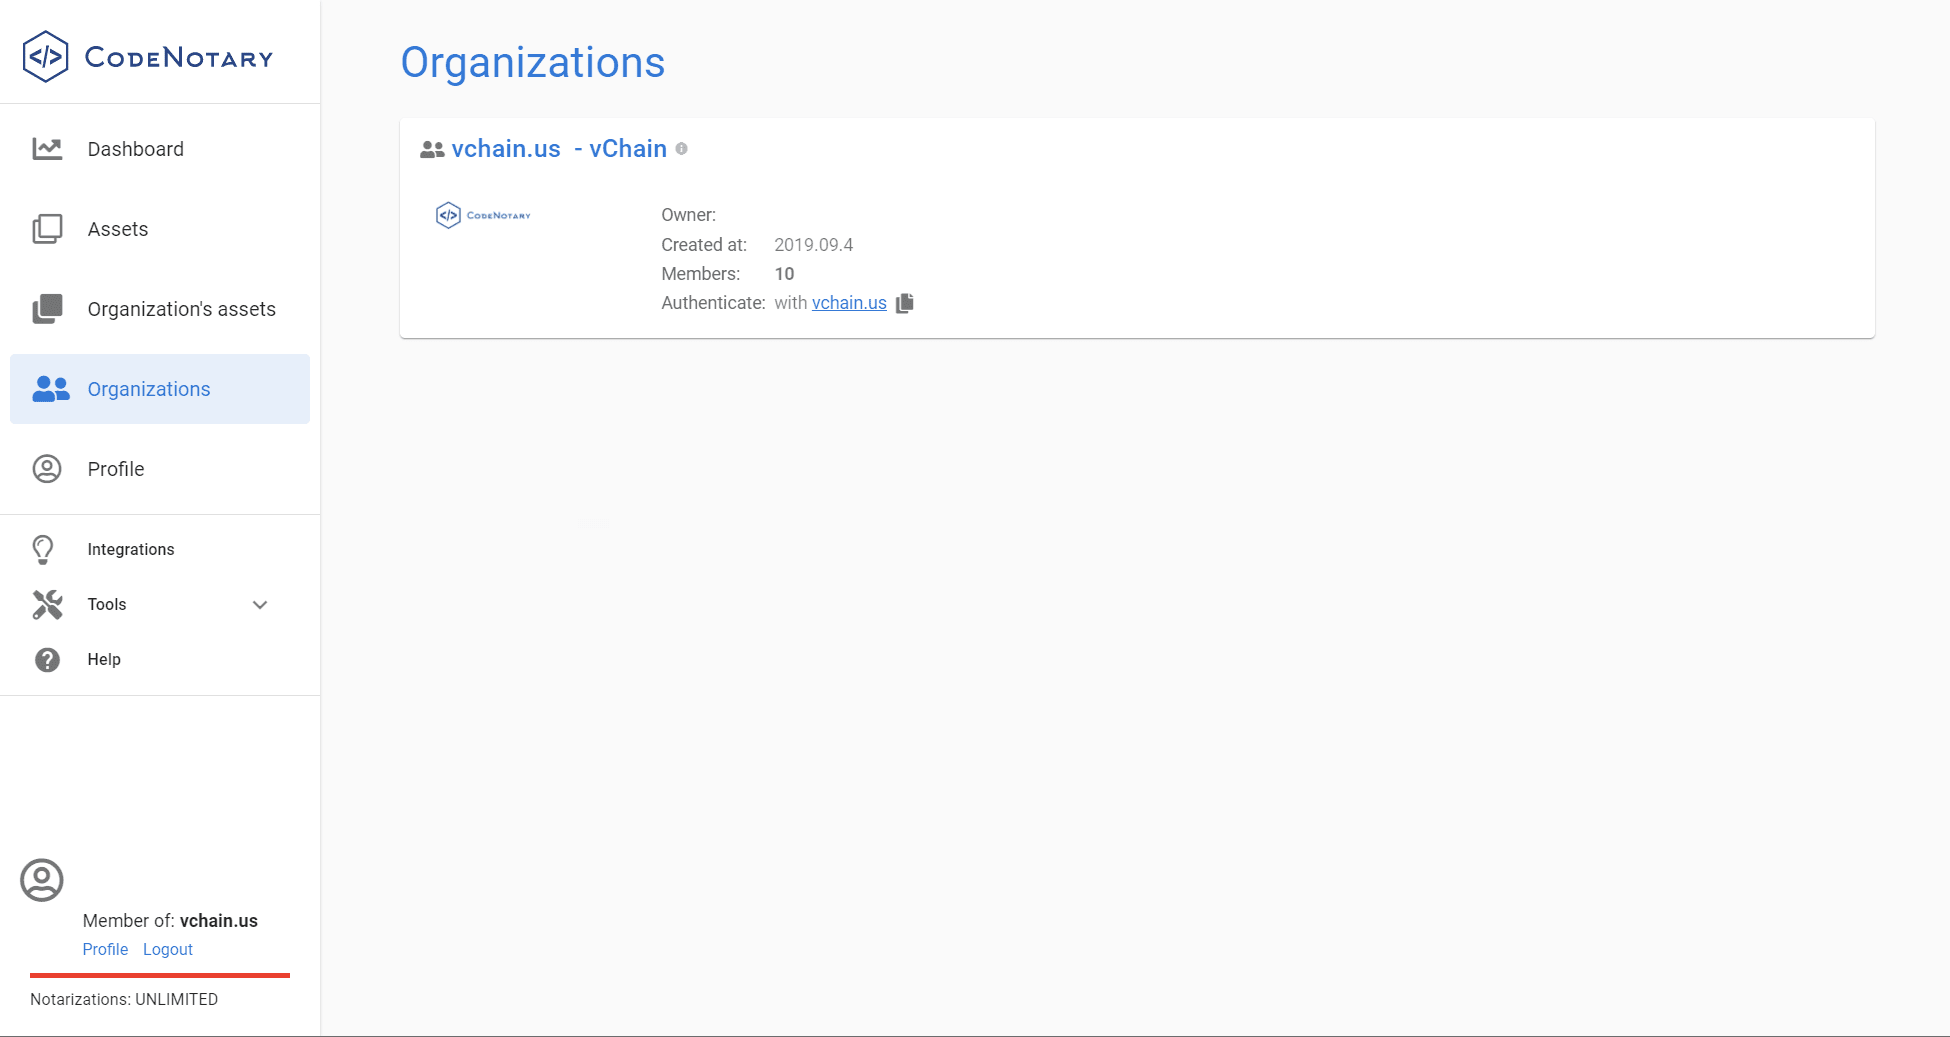 CODENOTARY
Dashboard
Assets
Organization's assets
Organizations
Profile
Integrations
Tools
Help
Member of: vchain.us
Profile Logout
Notarizations: UNLIMITED
Organizations
vchain.us - vChain
CODENOTARY
Owner:
Created at: 2019.09.4
Members: 10
Authenticate: with vchain.us